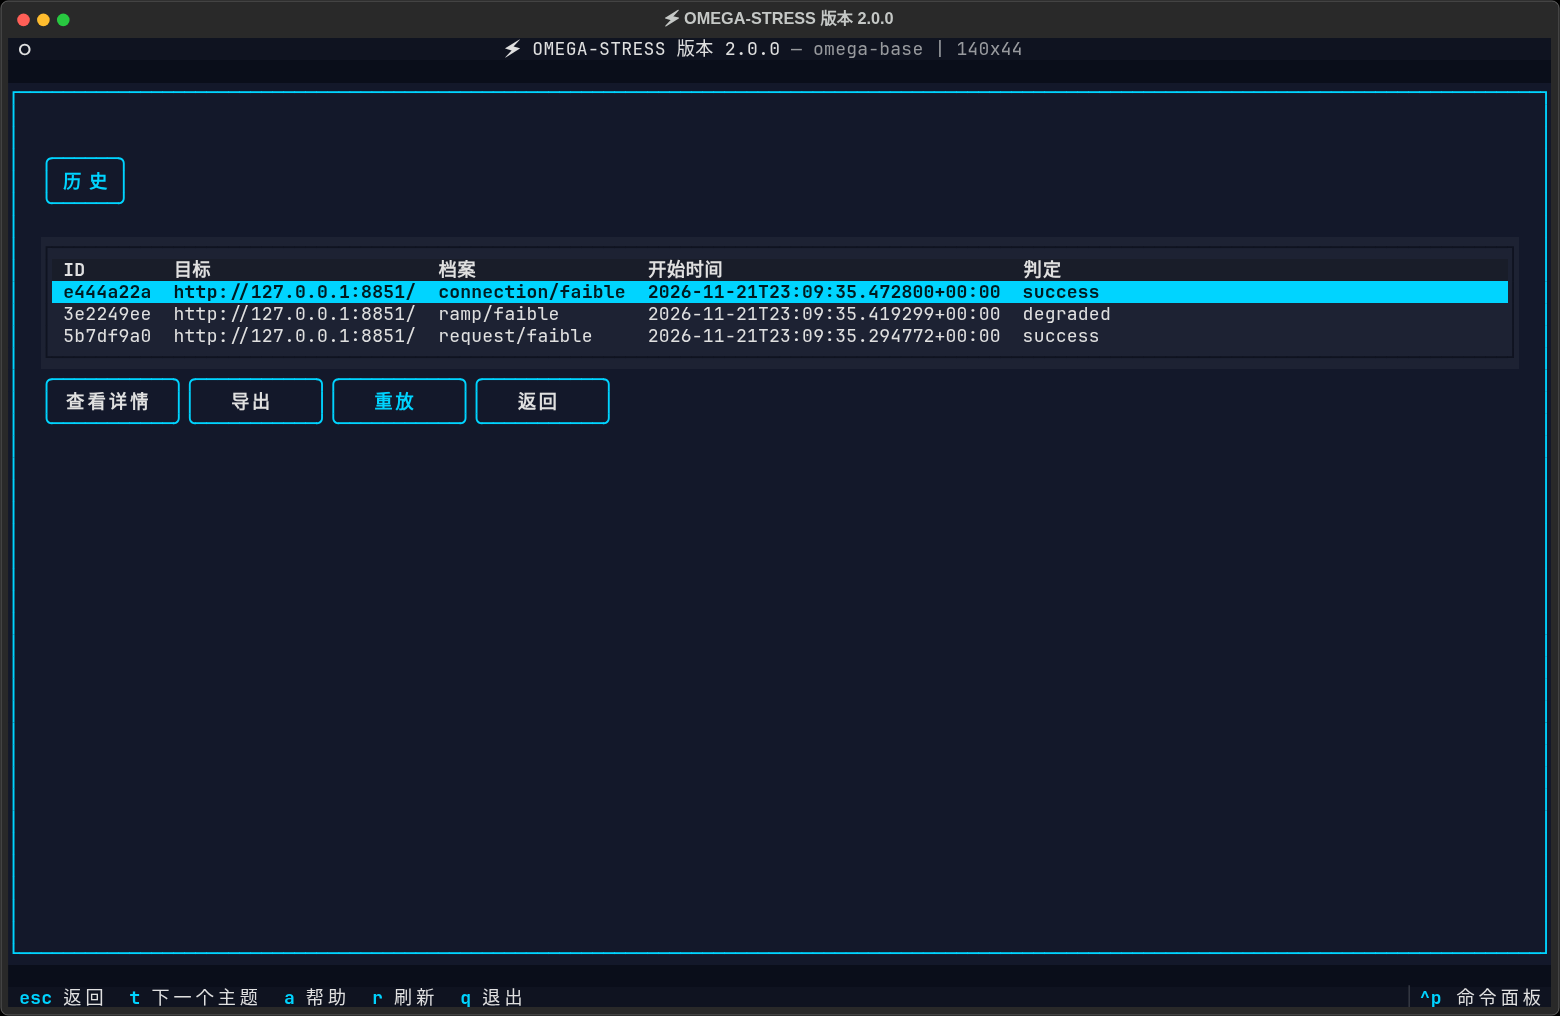 ⚡ OMEGA-STRESS 版本 2.0.0
⚡ OMEGA-STRESS 版本 2.0.0 — omega-base | 140x44
历史
ID 目标 档案 开始时间 判定
e444a22a http://127.0.0.1:8851/ connection/faible 2026-11-21T23:09:35.472800+00:00 success
3e2249ee http://127.0.0.1:8851/ ramp/faible 2026-11-21T23:09:35.419299+00:00 degraded
5b7df9a0 http://127.0.0.1:8851/ request/faible 2026-11-21T23:09:35.294772+00:00 success
查看详情 导出 重放 返回
esc 返回 t 下一个主题 a 帮助 r 刷新 q 退出 ^p 命令面板